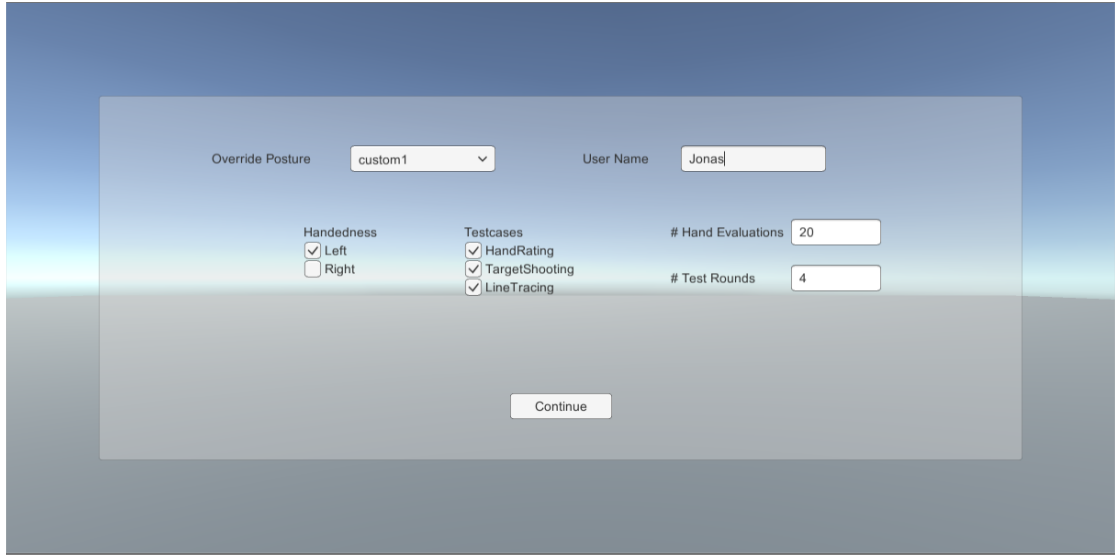 Override Posture custom1 User Name Jonas
Handedness Testcases # Hand Evaluations 20
Left HandRating
Right TargetShooting # Test Rounds 4
LineTracing
Continue